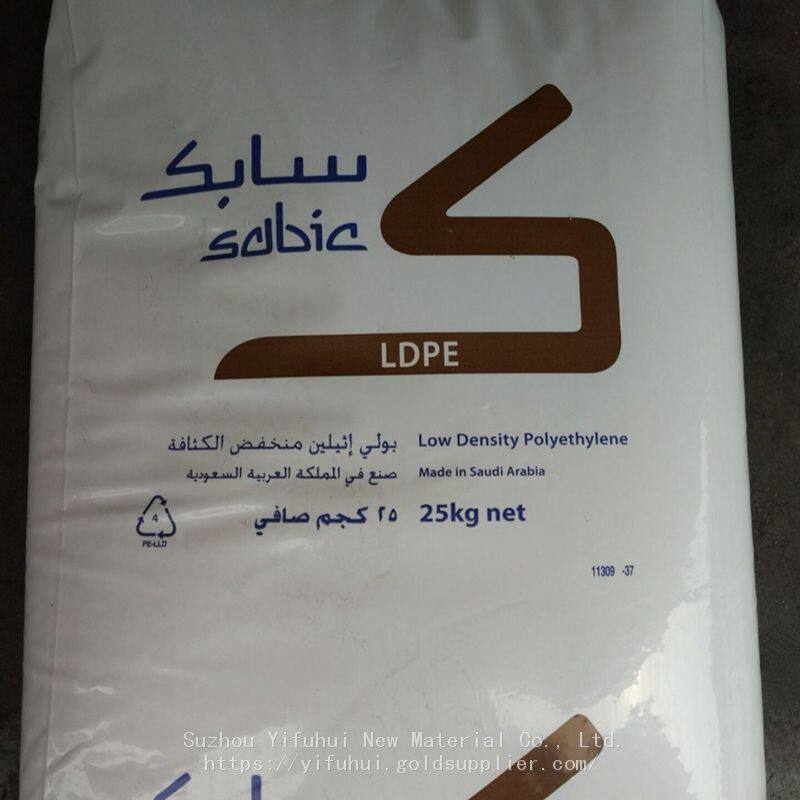 سابك
sabic
LDPE
بولي إثيلين منخفض الكثافة Low Density Polyethylene
صنع في المملكة العربية السعودية Made in Saudi Arabia
٢٥ كجم صافي 25kg net
4
PE-LLD
11309 -37
Suzhou Yifuhui New Material Co., Ltd.
https://yifuhui.goldsupplier.com/